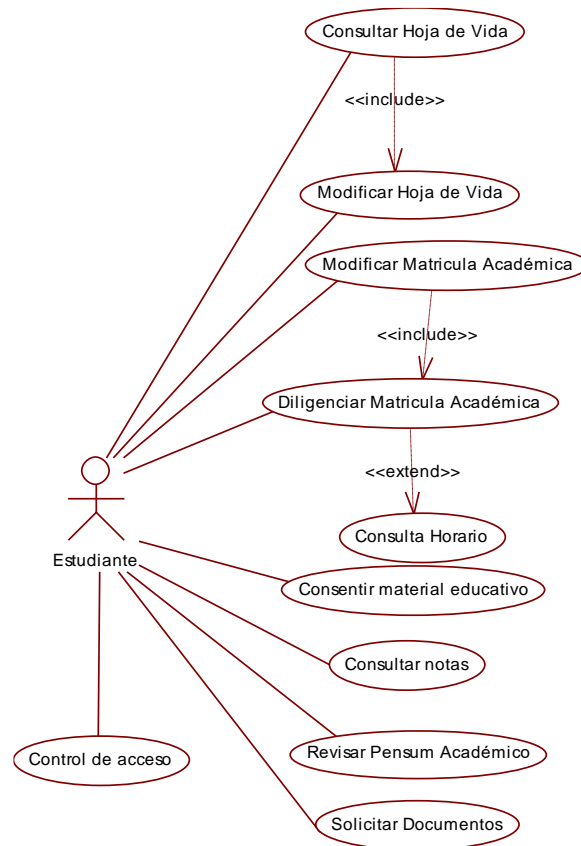 Consultar Hoja de Vida
<<include>>
Modificar Hoja de Vida
Modificar Matricula Académica
<<include>>
Diligenciar Matricula Académica
<<extend>>
Consulta Horario
Estudiante
Consentir material educativo
Consultar notas
Control de acceso
Revisar Pensum Académico
Solicitar Documentos